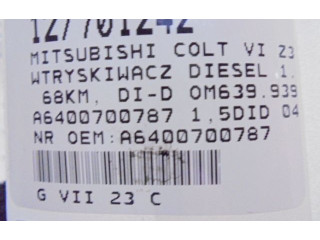 127701242
MITSUBISHI COLT VI Z3
WTRYSKIWACZ DIESEL 1.
68KM, DI-D OM639.939
A6400700787 1,5DID 04
NR OEM:A6400700787
G VII 23 C